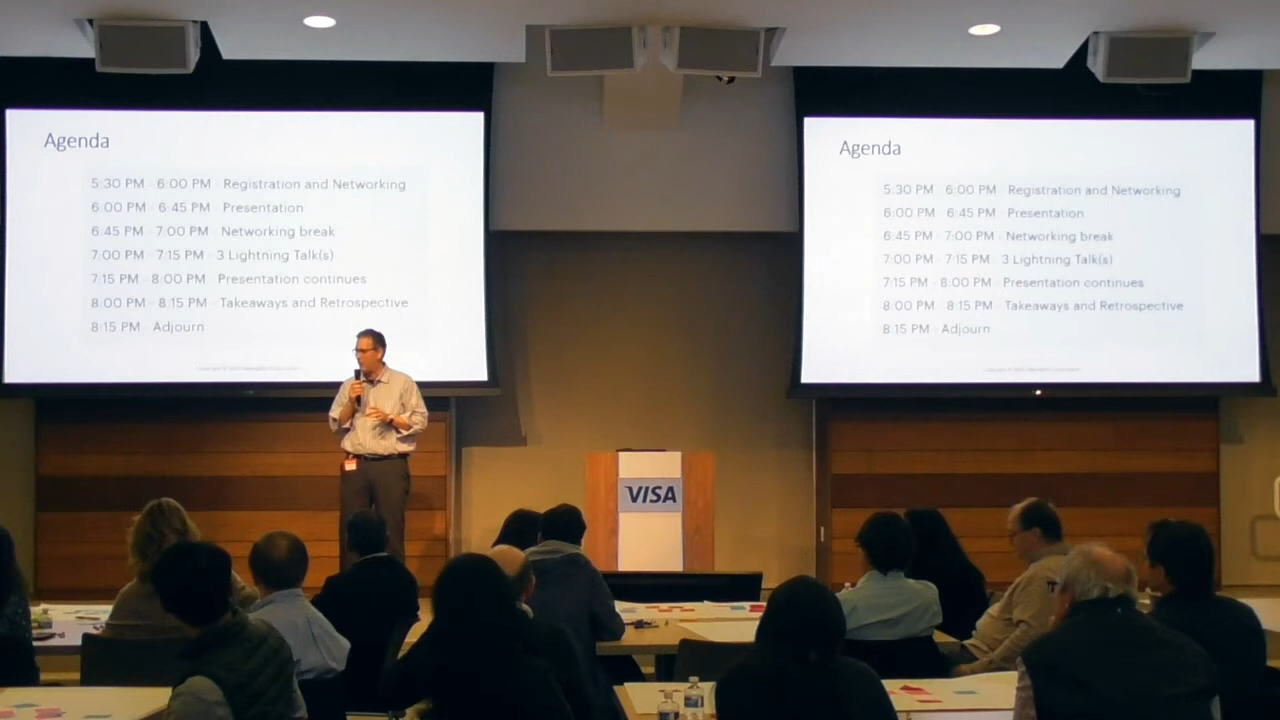 Agenda
5:30 PM - 6:00 PM - Registration and Networking
6:00 PM - 6:45 PM - Presentation
6:45 PM - 7:00 PM - Networking break
7:00 PM - 7:15 PM - 3 Lightning Talk(s)
7:15 PM - 8:00 PM - Presentation continues
8:00 PM - 8:15 PM - Takeaways and Retrospective
8:15 PM - Adjourn
Agenda
5:30 PM - 6:00 PM - Registration and Networking
6:00 PM - 6:45 PM - Presentation
6:45 PM - 7:00 PM - Networking break
7:00 PM - 7:15 PM - 3 Lightning Talk(s)
7:15 PM - 8:00 PM - Presentation continues
8:00 PM - 8:15 PM - Takeaways and Retrospective
8:15 PM - Adjourn
VISA